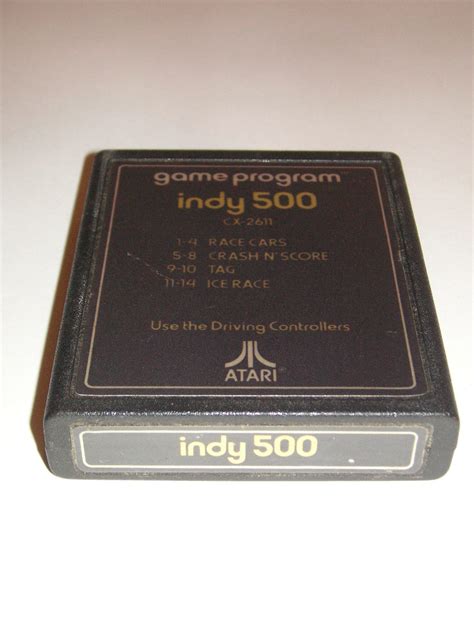 game program
indy 500
CX-2611
1-4 RACE CARS
5-8 CRASH N' SCORE
9-10 TAG
11-14 ICE RACE
Use the Driving Controllers
ATARI®
indy 500